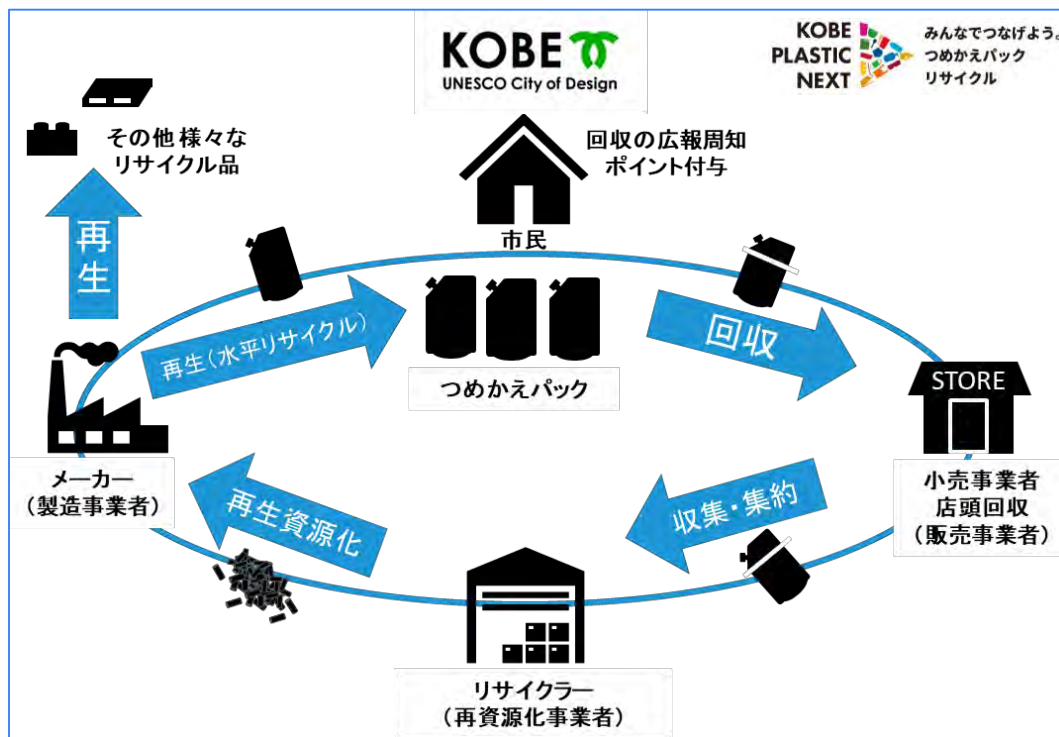 KOBE
UNESCO City of Design
KOBE
PLASTIC
NEXT
みんなでつなげよう。
つめかえパック
リサイクル
その他様々な
リサイクル品
回収の広報周知
ポイント付与
市民
再生
再生(水平リサイクル)
つめかえパック
回収
STORE
メーカー
(製造事業者)
小売事業者
店頭回収
(販売事業者)
再生資源化
収集・集約
リサイクラー
(再資源化事業者)